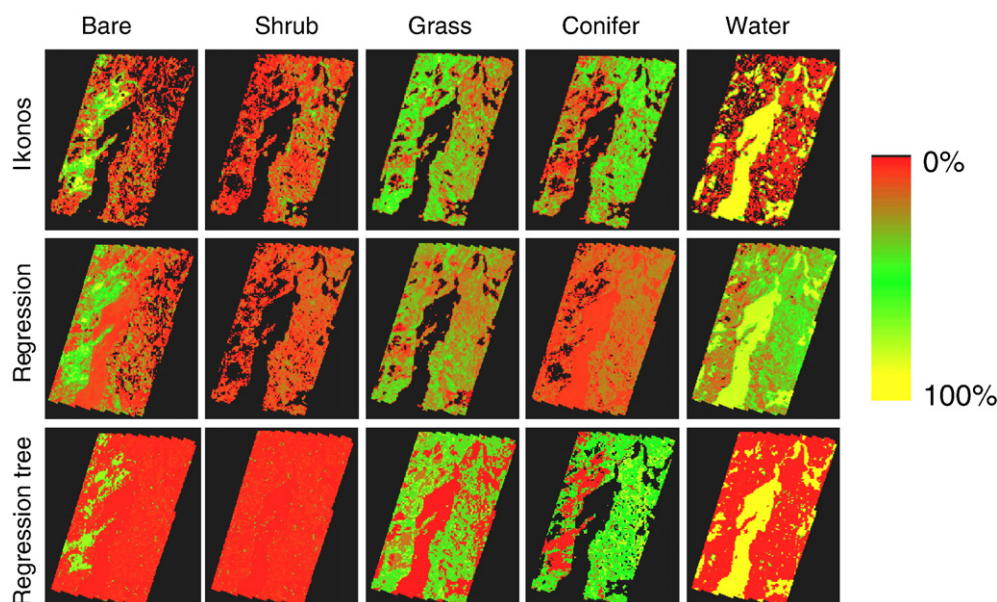 Bare Shrub Grass Conifer Water
Ikonos
0%
Regression
100%
Regression tree